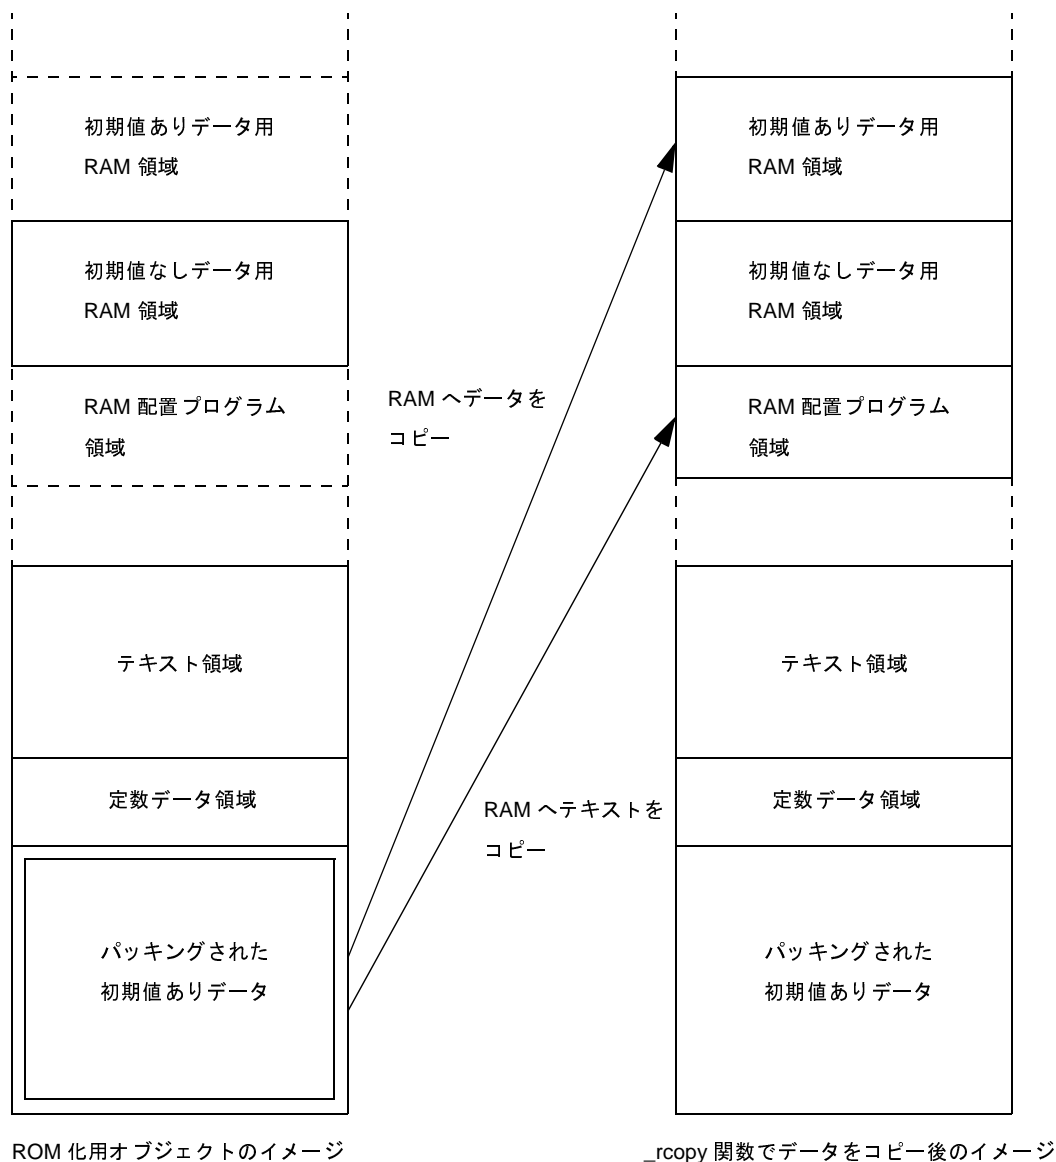 初期値ありデータ用
RAM 領域
初期値なしデータ用
RAM 領域
RAM 配置プログラム
領域
テキスト領域
定数データ領域
パッキングされた
初期値ありデータ
ROM 化用オブジェクトのイメージ
RAM へデータを
コピー
RAM へテキストを
コピー
初期値ありデータ用
RAM 領域
初期値なしデータ用
RAM 領域
RAM 配置プログラム
領域
テキスト領域
定数データ領域
パッキングされた
初期値ありデータ
_rcopy 関数でデータをコピー後のイメージ